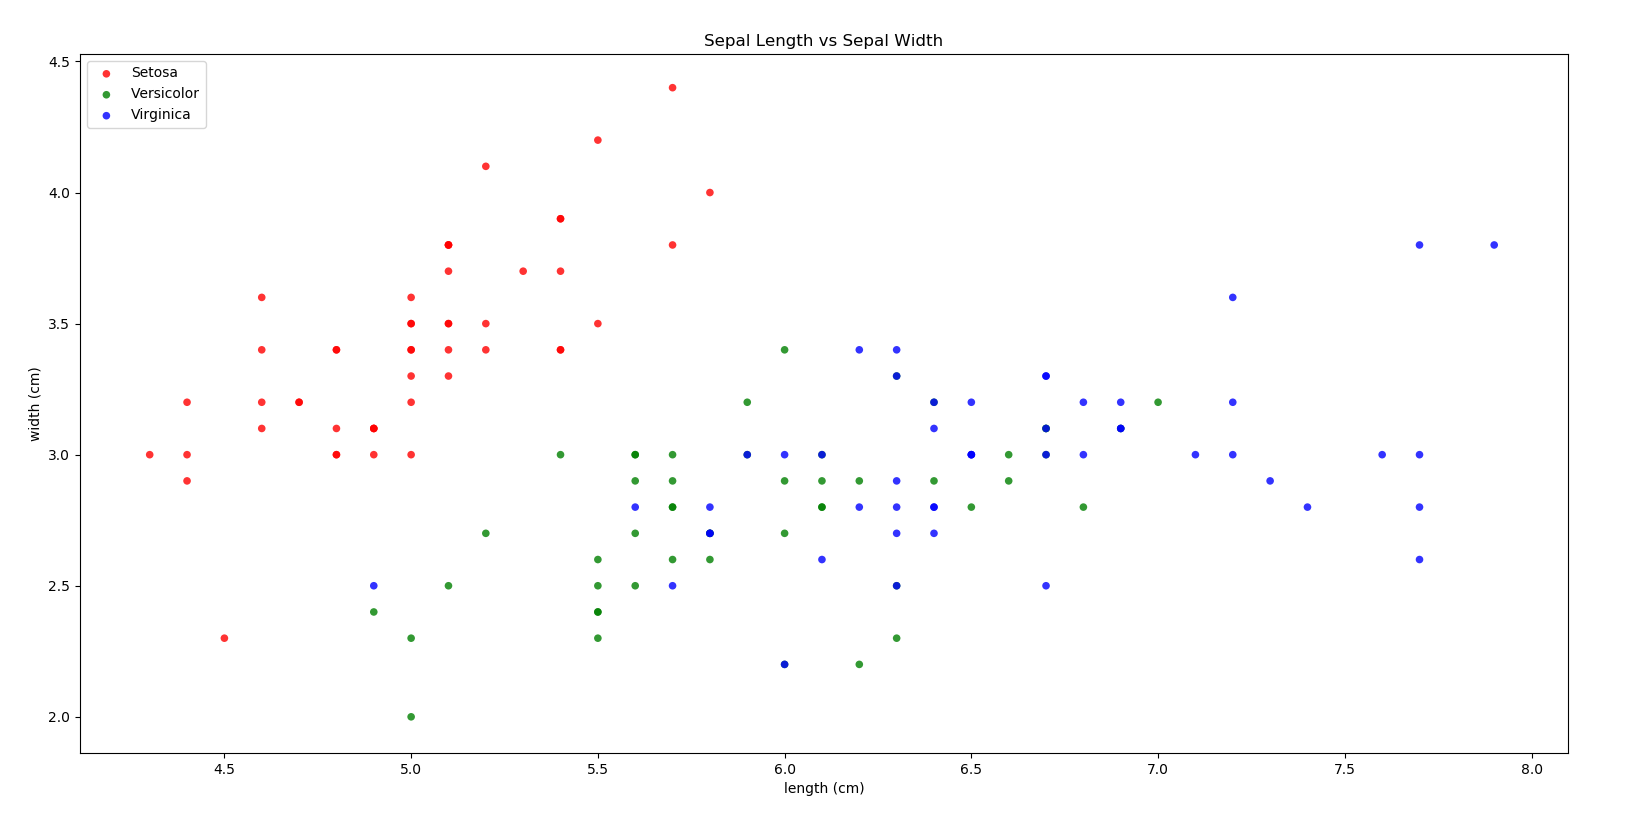 Sepal Length vs Sepal Width
Setosa
Versicolor
Virginica
4.5
4.0
3.5
3.0
2.5
2.0
width (cm)
4.5 5.0 5.5 6.0 6.5 7.0 7.5 8.0
length (cm)